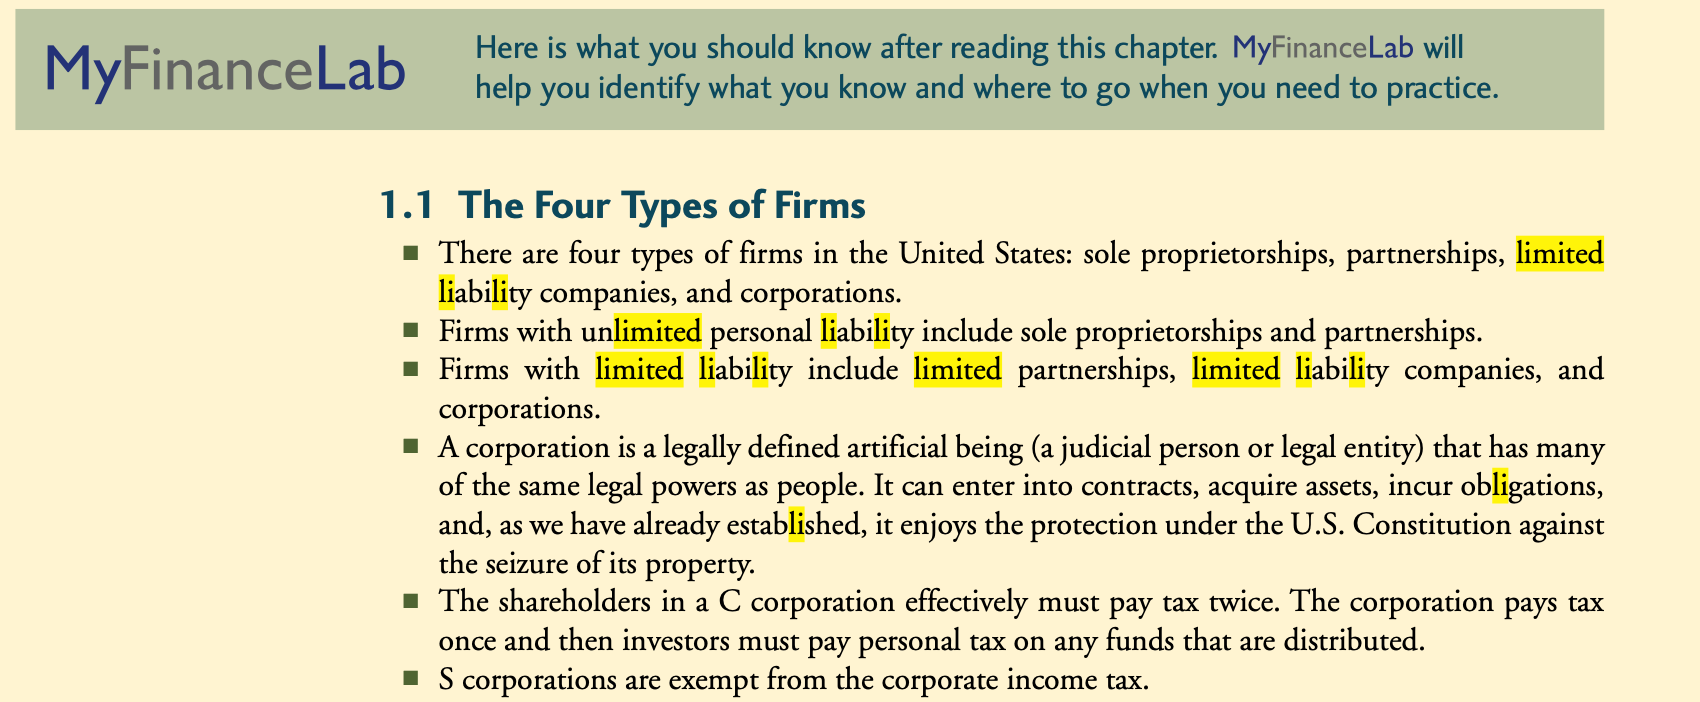 MyFinanceLab
Here is what you should know after reading this chapter. MyFinanceLab will
help you identify what you know and where to go when you need to practice.
1.1 The Four Types of Firms
■ There are four types of firms in the United States: sole proprietorships, partnerships, limited
liability companies, and corporations.
■ Firms with unlimited personal liability include sole proprietorships and partnerships.
■ Firms with limited liability include limited partnerships, limited liability companies, and
corporations.
■ A corporation is a legally defined artificial being (a judicial person or legal entity) that has many
of the same legal powers as people. It can enter into contracts, acquire assets, incur obligations,
and, as we have already established, it enjoys the protection under the U.S. Constitution against
the seizure of its property.
■ The shareholders in a C corporation effectively must pay tax twice. The corporation pays tax
once and then investors must pay personal tax on any funds that are distributed.
■ S corporations are exempt from the corporate income tax.